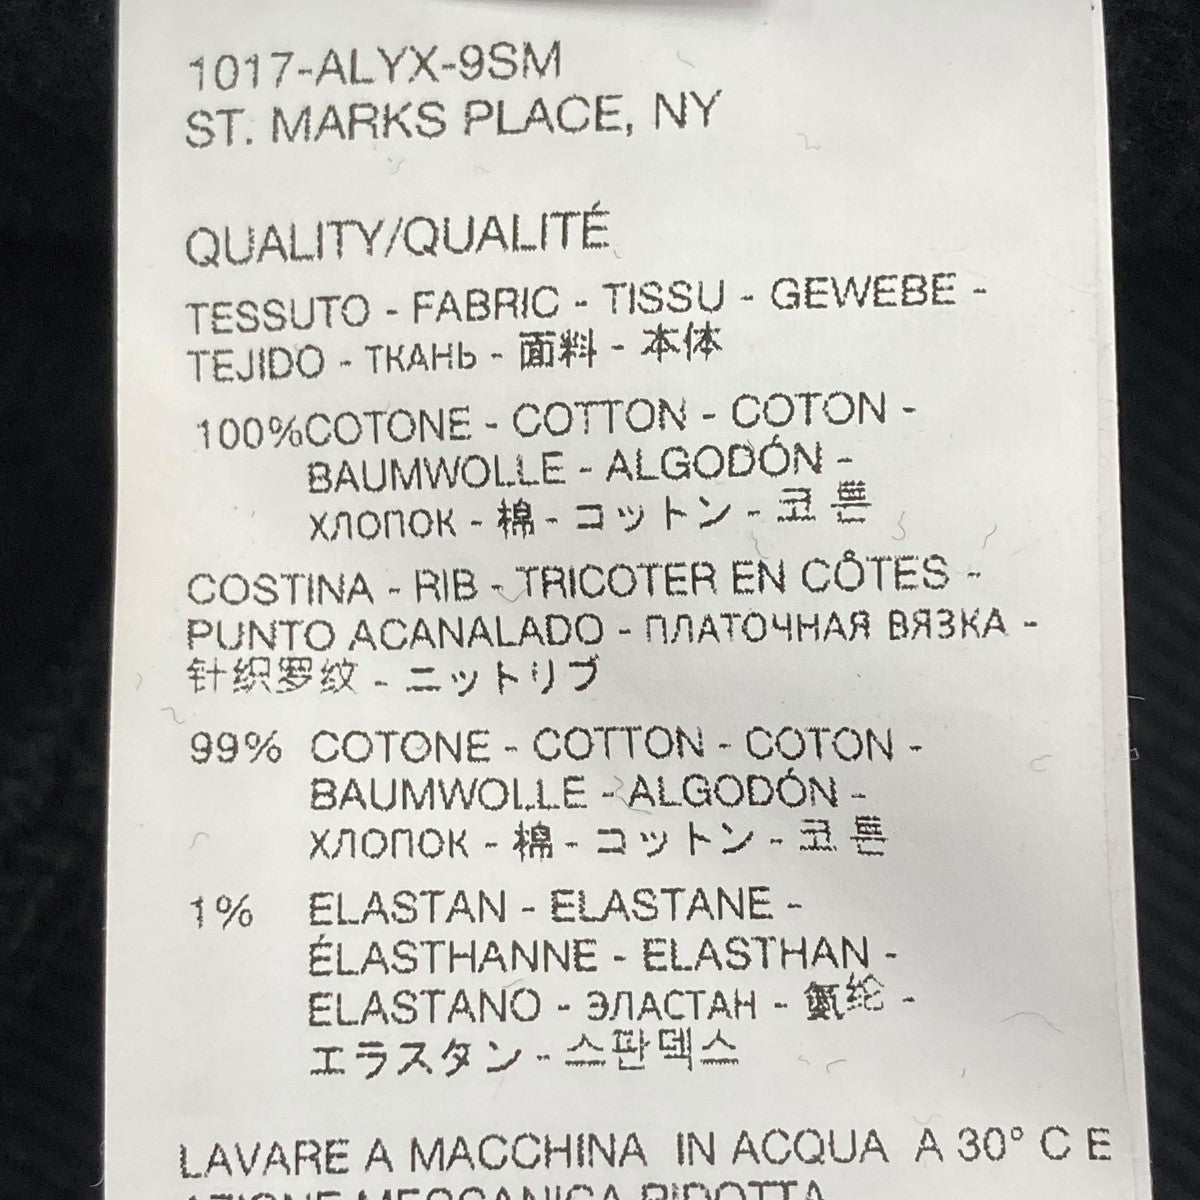 1017-ALYX-9SM
ST. MARKS PLACE, NY
QUALITY/QUALITÉ
TESSUTO - FABRIC - TISSU - GEWEBE -
TEJIDO - ТКАНЬ - 面料 - 本体
100%COTONE - COTTON - COTON -
BAUMWOLLE - ALGODÓN -
ХЛОПОК - 棉 - コットン - 코튼
COSTINA - RIB - TRICOTER EN CÔTES -
PUNTO ACANALADO - ПЛАТОЧНАЯ ВЯЗКА -
针织罗纹 - ニットリブ
99% COTONE - COTTON - COTON -
BAUMWOLLE - ALGODÓN -
ХЛОПОК - 棉 - コットン - 코튼
1% ELASTAN - ELASTANE -
ÉLASTHANNE - ELASTHAN -
ELASTANO - ЭЛАСТАН - 氨纶 -
エラスタン - 스판덱스
LAVARE A MACCHINA IN ACQUA A 30° C E
AZIONE MECCANICA RIDOTTA